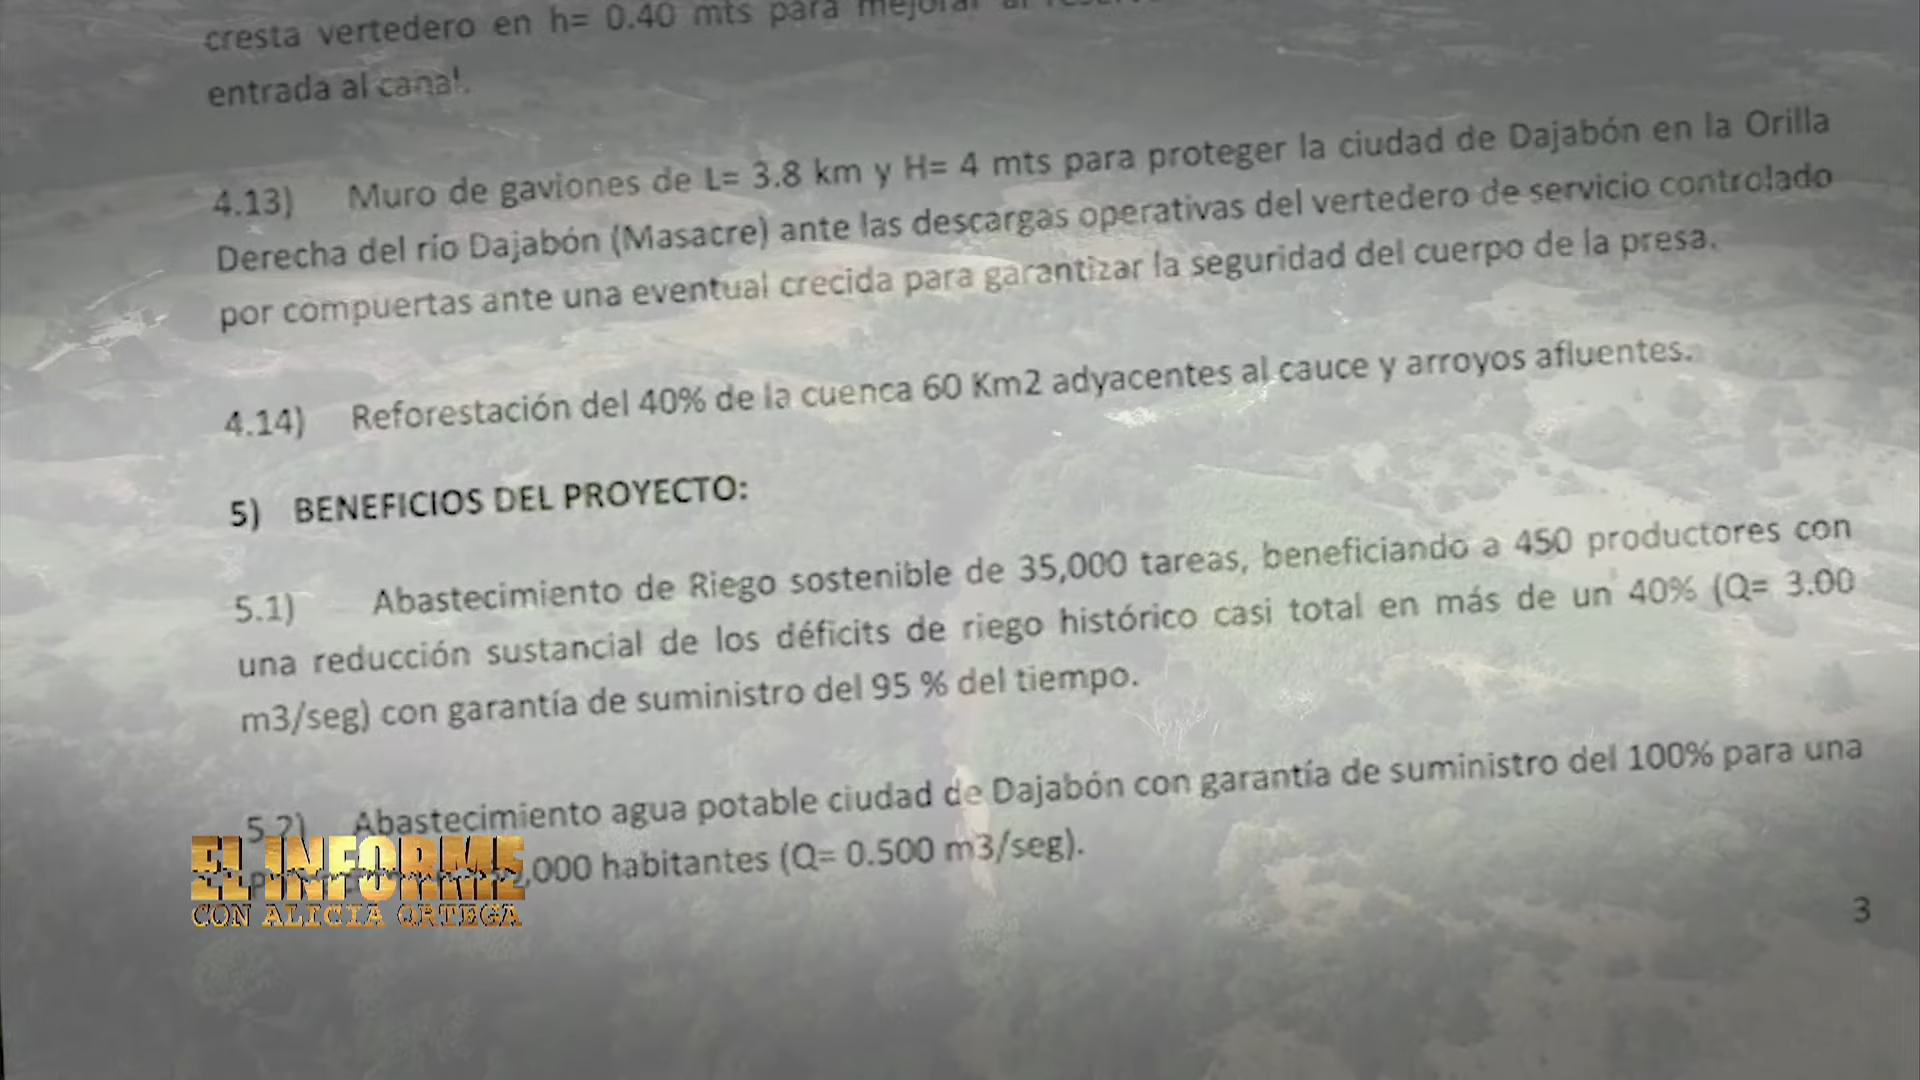 cresta vertedero en h= 0.40 mts para mejorar
entrada al canal.
4.13) Muro de gaviones de L= 3.8 km y H= 4 mts para proteger la ciudad de Dajabón en la Orilla
Derecha del río Dajabón (Masacre) ante las descargas operativas del vertedero de servicio controlado
por compuertas ante una eventual crecida para garantizar la seguridad del cuerpo de la presa.
4.14) Reforestación del 40% de la cuenca 60 Km2 adyacentes al cauce y arroyos afluentes.
5) BENEFICIOS DEL PROYECTO:
5.1) Abastecimiento de Riego sostenible de 35,000 tareas, beneficiando a 450 productores con
una reducción sustancial de los déficits de riego histórico casi total en más de un 40% (Q= 3.00
m3/seg) con garantía de suministro del 95 % del tiempo.
5.2) Abastecimiento agua potable ciudad de Dajabón con garantía de suministro del 100% para una
,000 habitantes (Q= 0.500 m3/seg).
EL INFORME
CON ALICIA ORTEGA
3